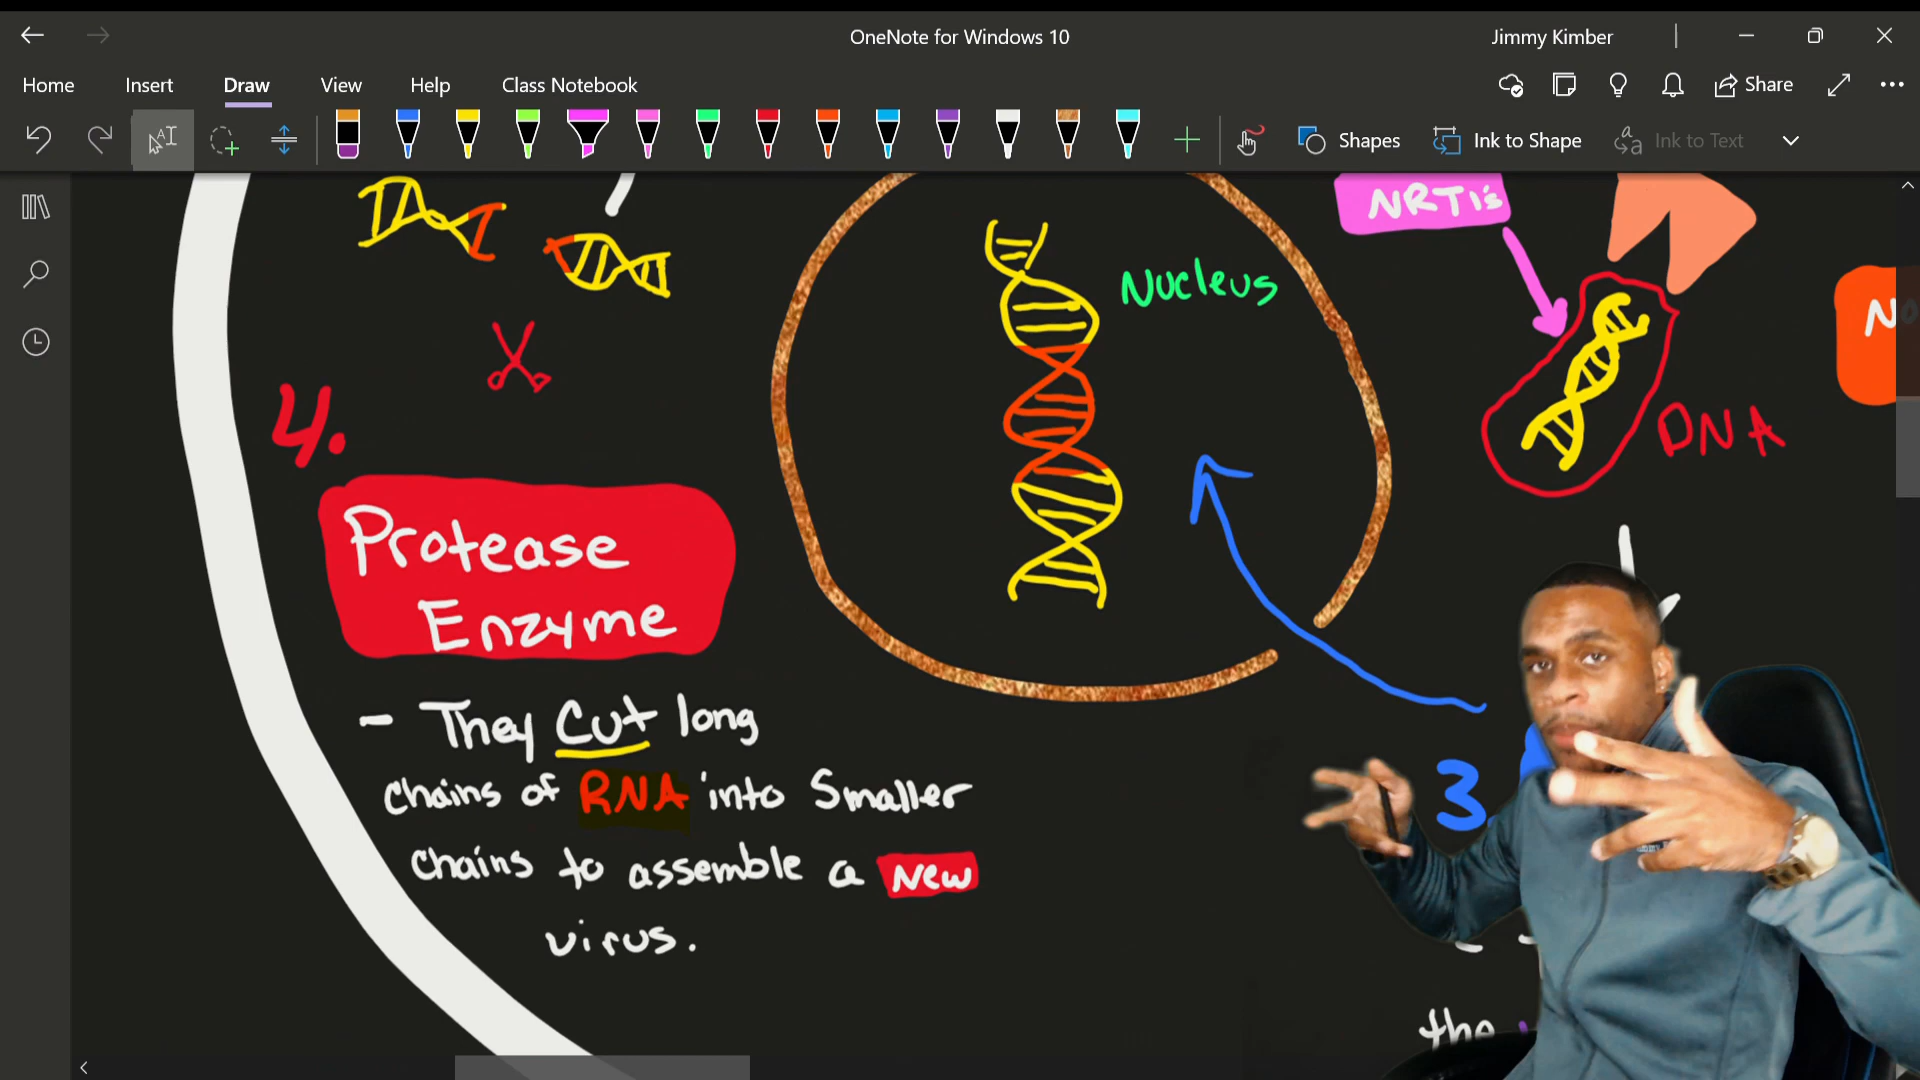 OneNote for Windows 10
Jimmy Kimber
Home Insert Draw View Help Class Notebook
Share
Shapes Ink to Shape Ink to Text
NRTI's
Nucleus
No
DNA
4.
Protease
Enzyme
- They Cut long
chains of RNA into Smaller
chains to assemble a New
virus.
3.
the